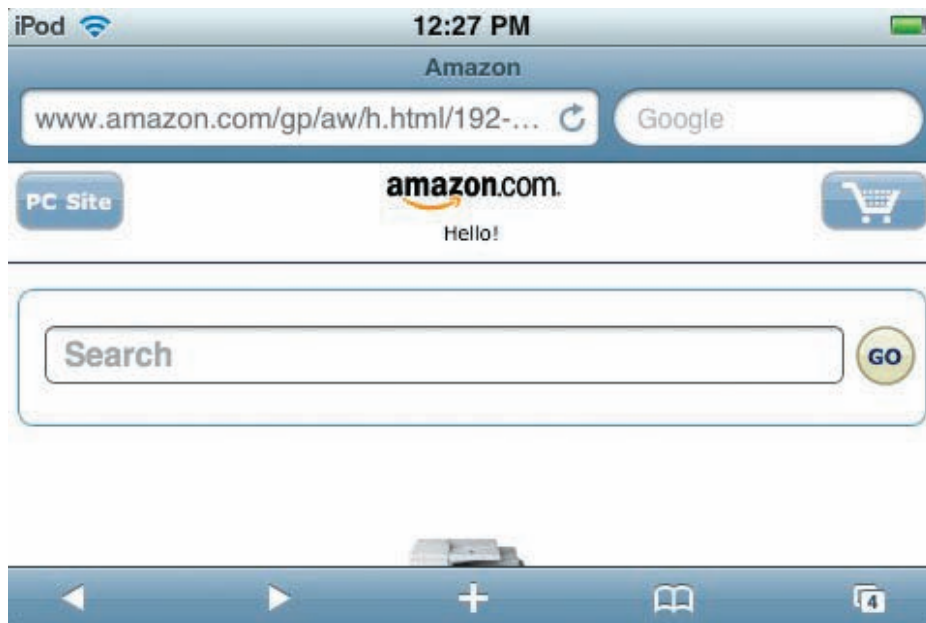 iPod 12:27 PM
Amazon
www.amazon.com/gp/aw/h.html/192-... Google
PC Site amazon.com.
Hello!
Search GO
4